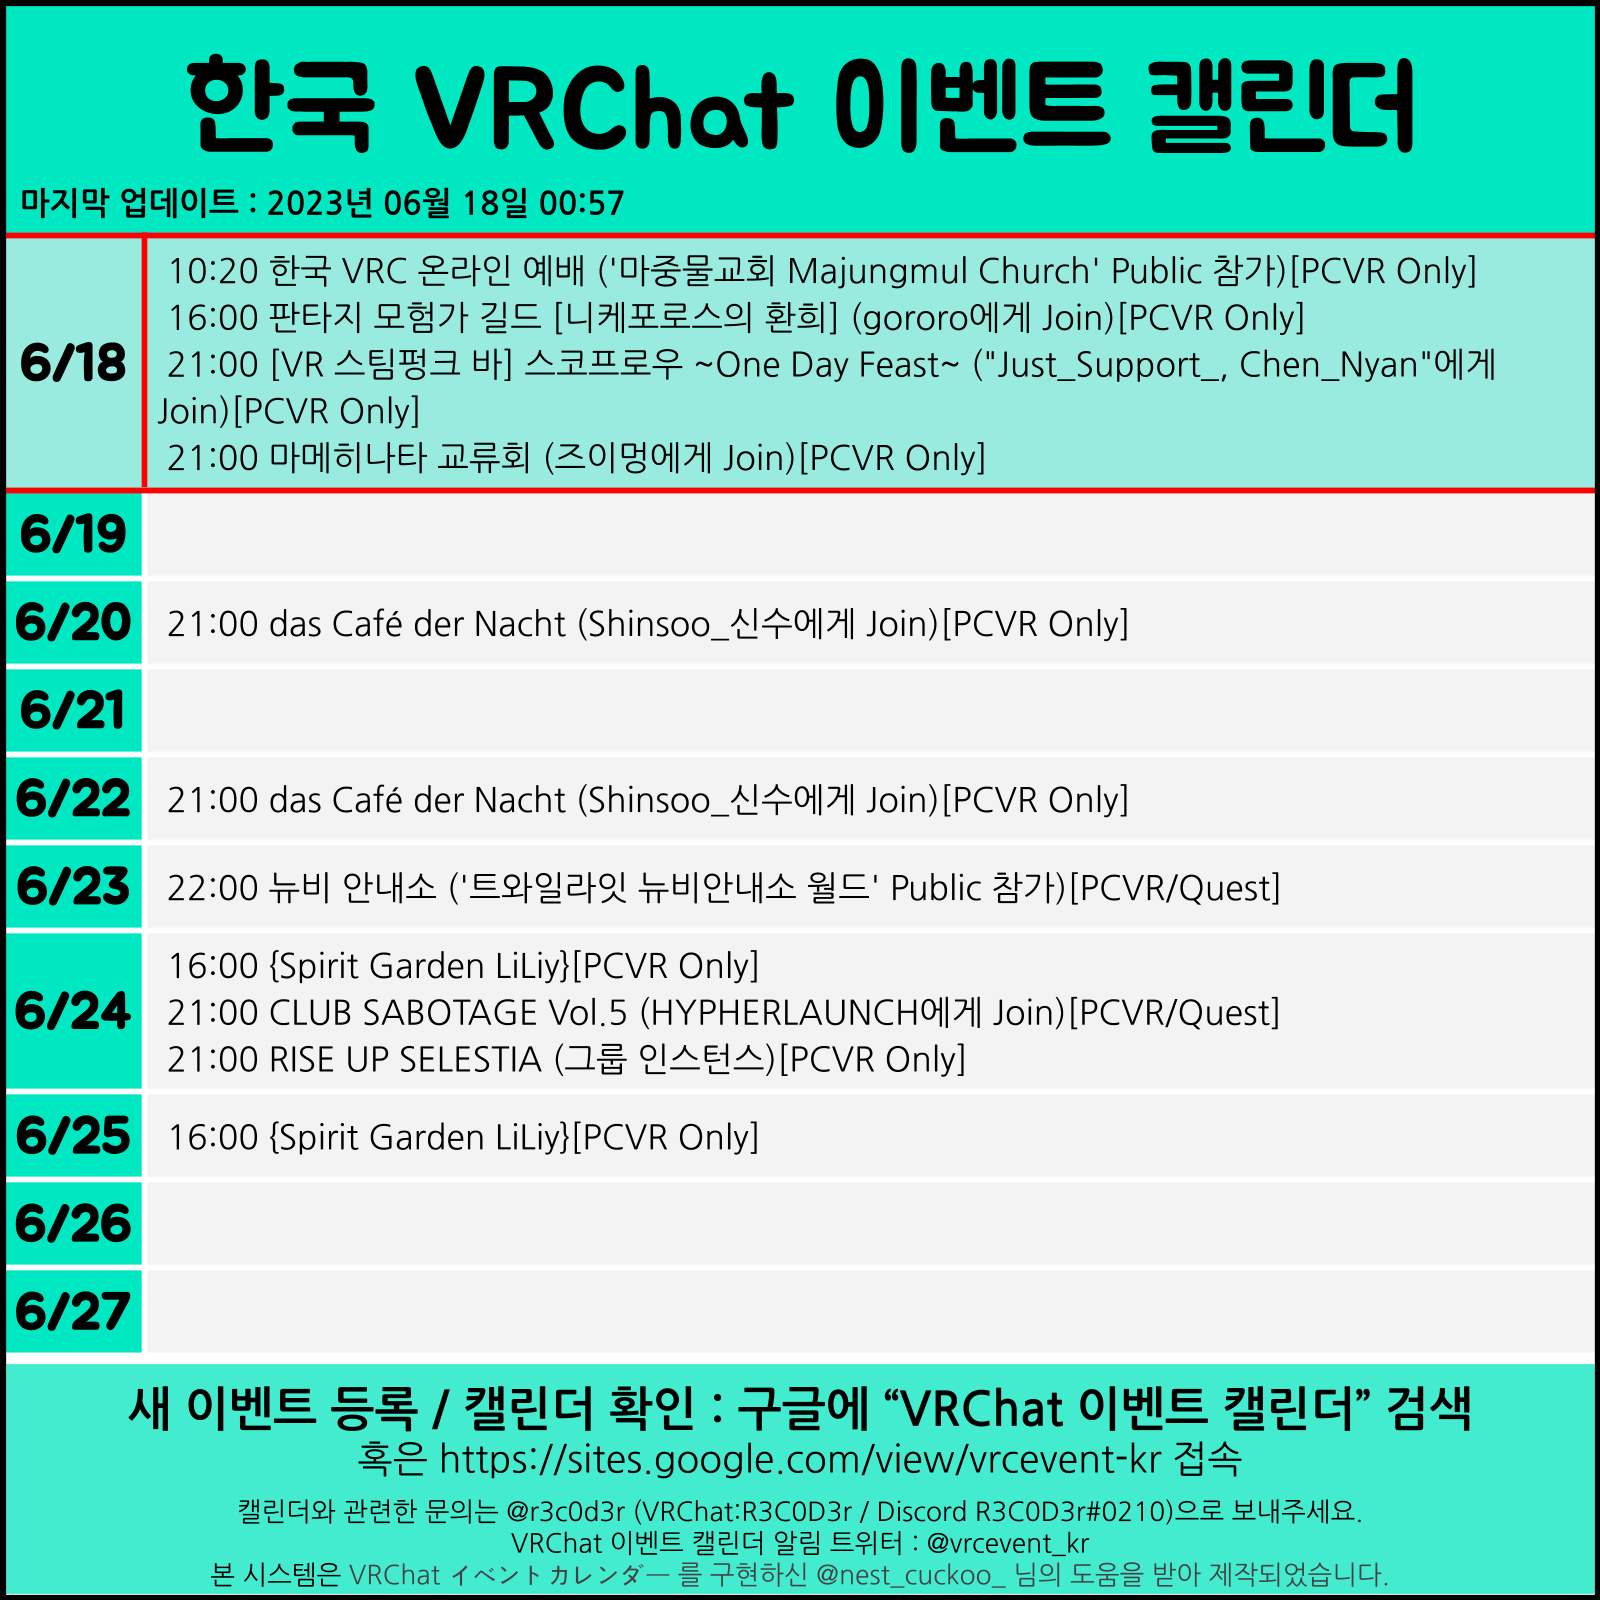 한국 VRChat 이벤트 캘린더
마지막 업데이트 : 2023년 06월 18일 00:57
6/18
10:20 한국 VRC 온라인 예배 ('마중물교회 Majungmul Church' Public 참가)[PCVR Only]
16:00 판타지 모험가 길드 [니케포로스의 환희] (gororo에게 Join)[PCVR Only]
21:00 [VR 스팀펑크 바] 스코프로우 ~One Day Feast~ ("Just_Support_, Chen_Nyan"에게
Join)[PCVR Only]
21:00 마메히나타 교류회 (즈이멍에게 Join)[PCVR Only]
6/19
6/20
21:00 das Café der Nacht (Shinsoo_신수에게 Join)[PCVR Only]
6/21
6/22
21:00 das Café der Nacht (Shinsoo_신수에게 Join)[PCVR Only]
6/23
22:00 뉴비 안내소 ('트와일라잇 뉴비안내소 월드' Public 참가)[PCVR/Quest]
6/24
16:00 {Spirit Garden LiLiy}[PCVR Only]
21:00 CLUB SABOTAGE Vol.5 (HYPHERLAUNCH에게 Join)[PCVR/Quest]
21:00 RISE UP SELESTIA (그룹 인스턴스)[PCVR Only]
6/25
16:00 {Spirit Garden LiLiy}[PCVR Only]
6/26
6/27
새 이벤트 등록 / 캘린더 확인 : 구글에 “VRChat 이벤트 캘린더” 검색
혹은 https://sites.google.com/view/vrcevent-kr 접속
캘린더와 관련한 문의는 @r3c0d3r (VRChat:R3C0D3r / Discord R3C0D3r#0210)으로 보내주세요.
VRChat 이벤트 캘린더 알림 트위터 : @vrcevent_kr
본 시스템은 VRChat イベントカレンダー 를 구현하신 @nest_cuckoo_ 님의 도움을 받아 제작되었습니다.